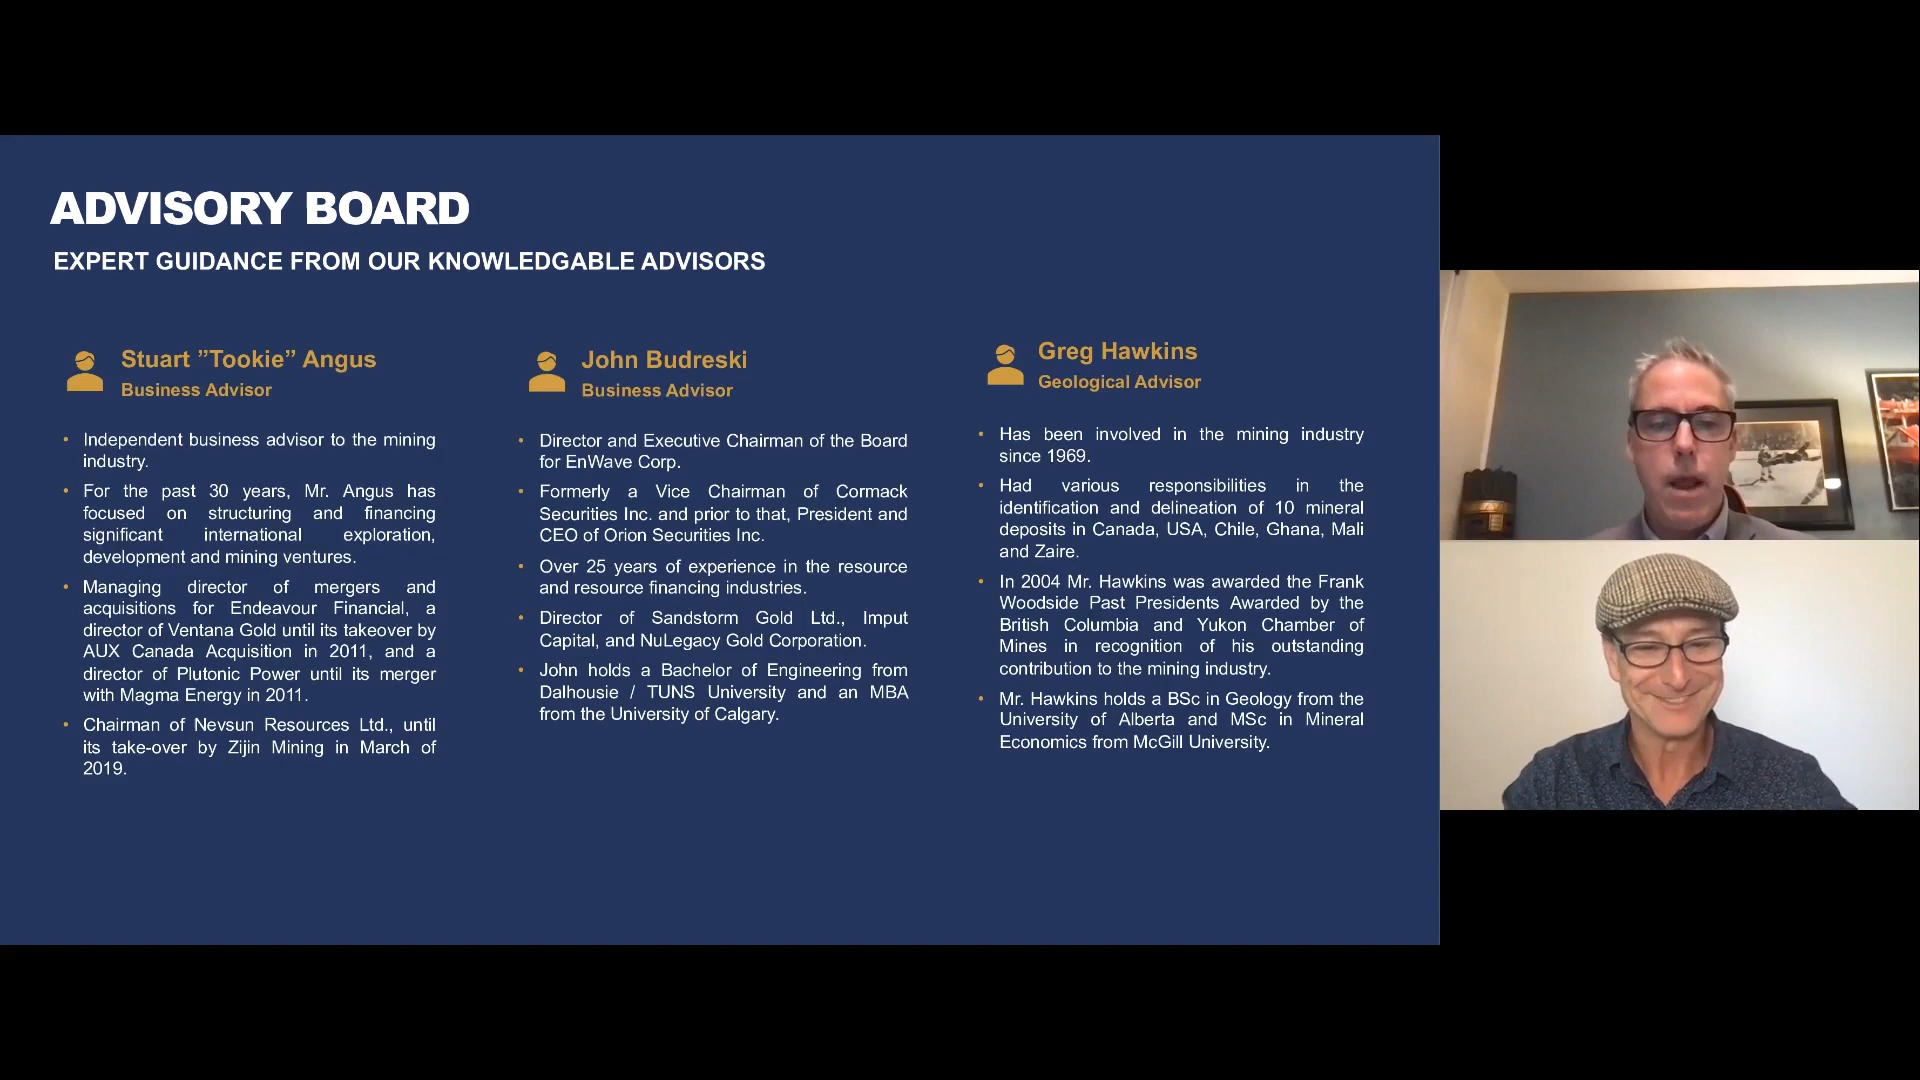 ADVISORY BOARD
EXPERT GUIDANCE FROM OUR KNOWLEDGABLE ADVISORS
Stuart ”Tookie” Angus
Business Advisor
• Independent business advisor to the mining
industry.
• For the past 30 years, Mr. Angus has
focused on structuring and financing
significant international exploration,
development and mining ventures.
• Managing director of mergers and
acquisitions for Endeavour Financial, a
director of Ventana Gold until its takeover by
AUX Canada Acquisition in 2011, and a
director of Plutonic Power until its merger
with Magma Energy in 2011.
• Chairman of Nevsun Resources Ltd., until
its take-over by Zijin Mining in March of
2019.
John Budreski
Business Advisor
• Director and Executive Chairman of the Board
for EnWave Corp.
• Formerly a Vice Chairman of Cormack
Securities Inc. and prior to that, President and
CEO of Orion Securities Inc.
• Over 25 years of experience in the resource
and resource financing industries.
• Director of Sandstorm Gold Ltd., Imput
Capital, and NuLegacy Gold Corporation.
• John holds a Bachelor of Engineering from
Dalhousie / TUNS University and an MBA
from the University of Calgary.
Greg Hawkins
Geological Advisor
• Has been involved in the mining industry
since 1969.
• Had various responsibilities in the
identification and delineation of 10 mineral
deposits in Canada, USA, Chile, Ghana, Mali
and Zaire.
• In 2004 Mr. Hawkins was awarded the Frank
Woodside Past Presidents Awarded by the
British Columbia and Yukon Chamber of
Mines in recognition of his outstanding
contribution to the mining industry.
• Mr. Hawkins holds a BSc in Geology from the
University of Alberta and MSc in Mineral
Economics from McGill University.